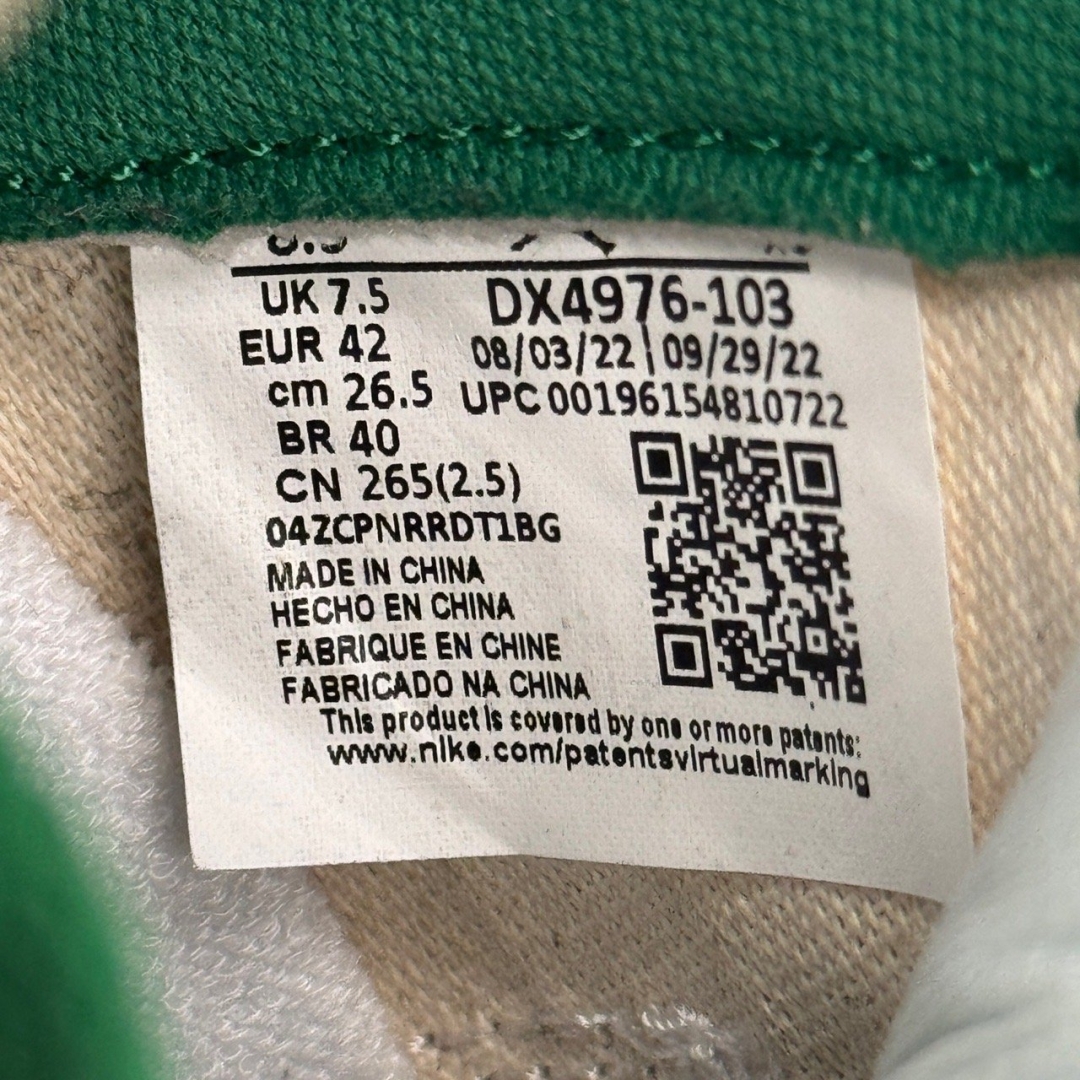 UK 7.5
EUR 42
cm 26.5
BR 40
CN 265(2.5)
04ZCPNRRDT1BG
MADE IN CHINA
HECHO EN CHINA
FABRIQUE EN CHINE
FABRICADO NA CHINA
DX4976-103
08/03/22 | 09/29/22
UPC 00196154810722
This product is covered by one or more patents:
www.nike.com/patentsvirtualmarking